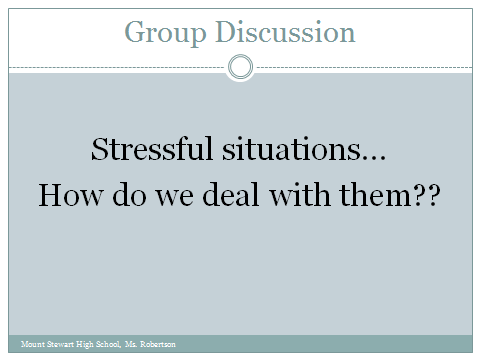 Group Discussion
Stressful situations...
How do we deal with them??
Mount Stewart High School, Ms. Robertson